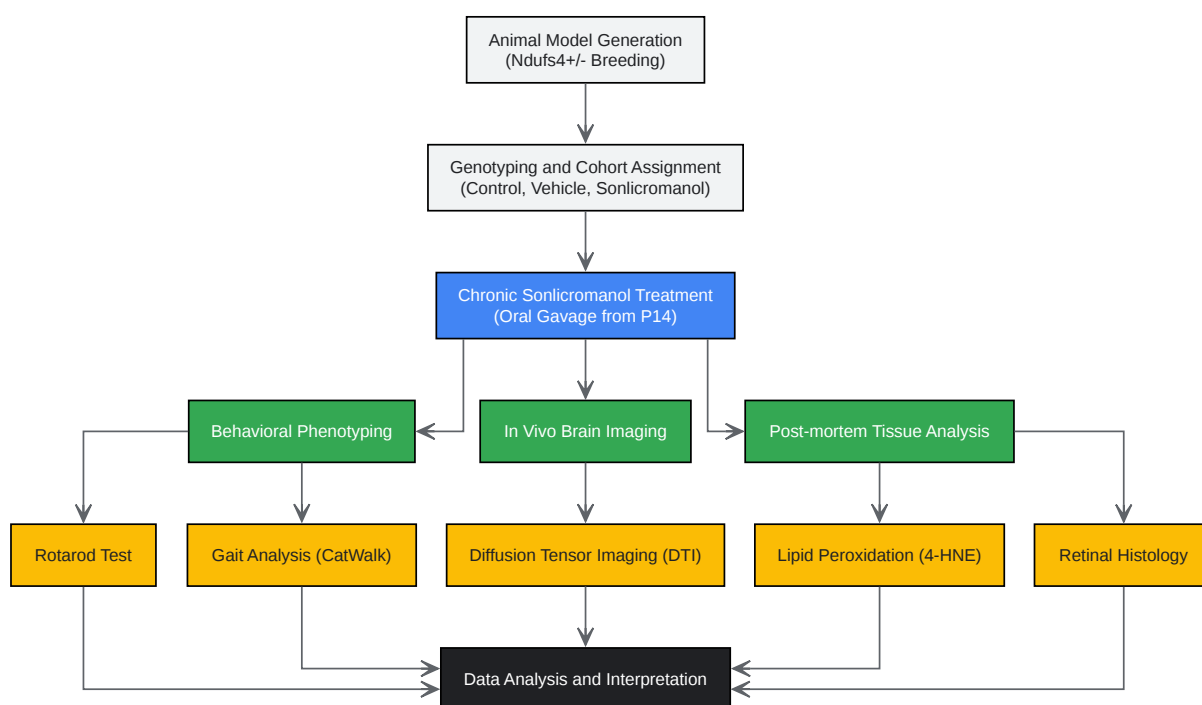 Animal Model Generation
(Ndufs4+/- Breeding)
Genotyping and Cohort Assignment
(Control, Vehicle, Sonlicromanol)
Chronic Sonlicromanol Treatment
(Oral Gavage from P14)
Behavioral Phenotyping
In Vivo Brain Imaging
Post-mortem Tissue Analysis
Rotarod Test
Gait Analysis (CatWalk)
Diffusion Tensor Imaging (DTI)
Lipid Peroxidation (4-HNE)
Retinal Histology
Data Analysis and Interpretation